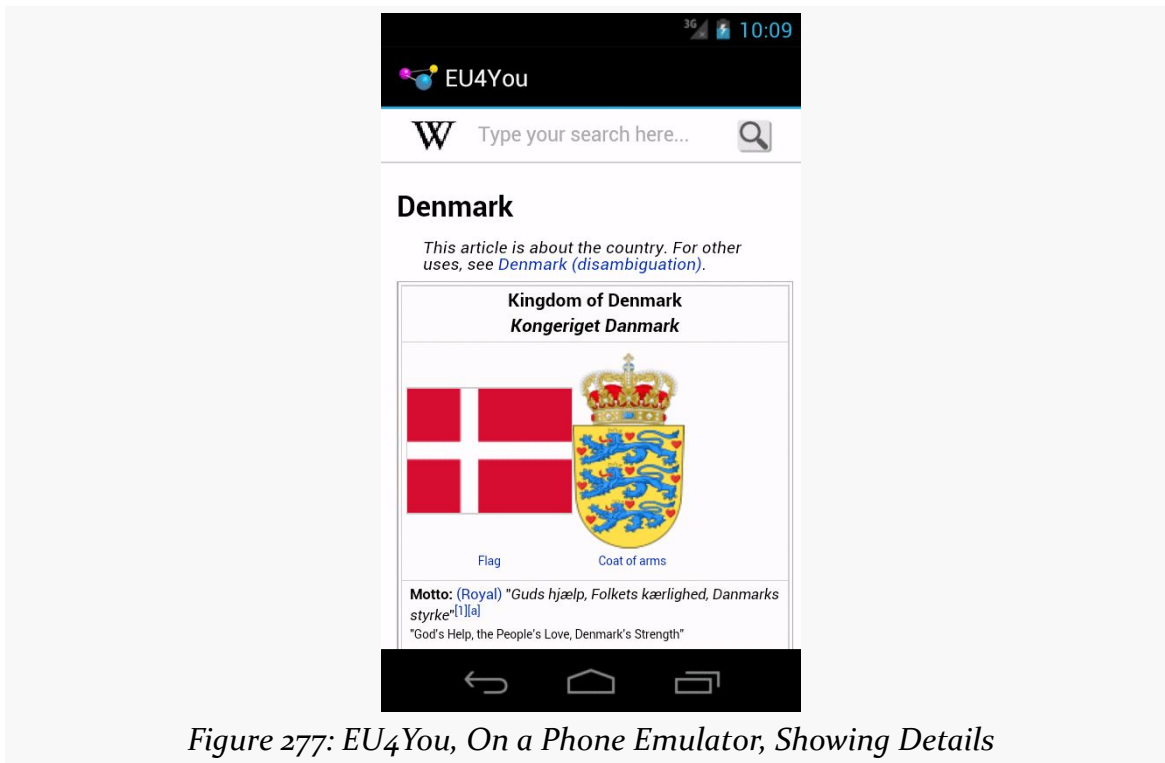 3G 10:09
EU4You
W Type your search here...
Denmark
This article is about the country. For other
uses, see Denmark (disambiguation).
Kingdom of Denmark
Kongeriget Danmark
Flag Coat of arms
Motto: (Royal) "Guds hjælp, Folkets kærlighed, Danmarks
styrke"[1][a]
"God's Help, the People's Love, Denmark's Strength"
Figure 277: EU4You, On a Phone Emulator, Showing Details